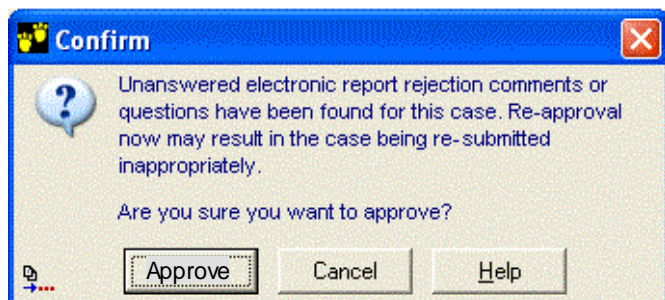 Confirm
Unanswered electronic report rejection comments or
questions have been found for this case. Re-approval
now may result in the case being re-submitted
inappropriately.
Are you sure you want to approve?
Approve Cancel Help